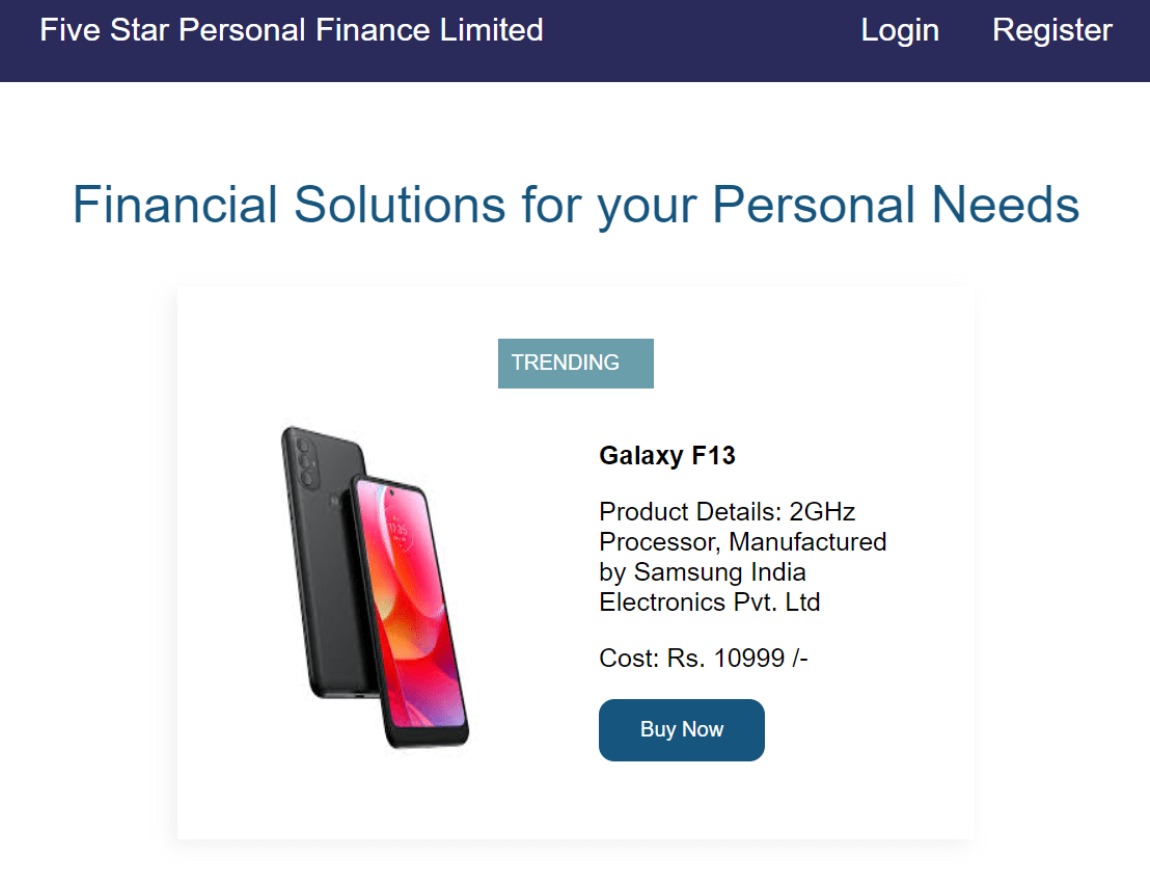 Five Star Personal Finance Limited Login Register
Financial Solutions for your Personal Needs
TRENDING
Galaxy F13
Product Details: 2GHz
Processor, Manufactured
by Samsung India
Electronics Pvt. Ltd
Cost: Rs. 10999 /-
Buy Now